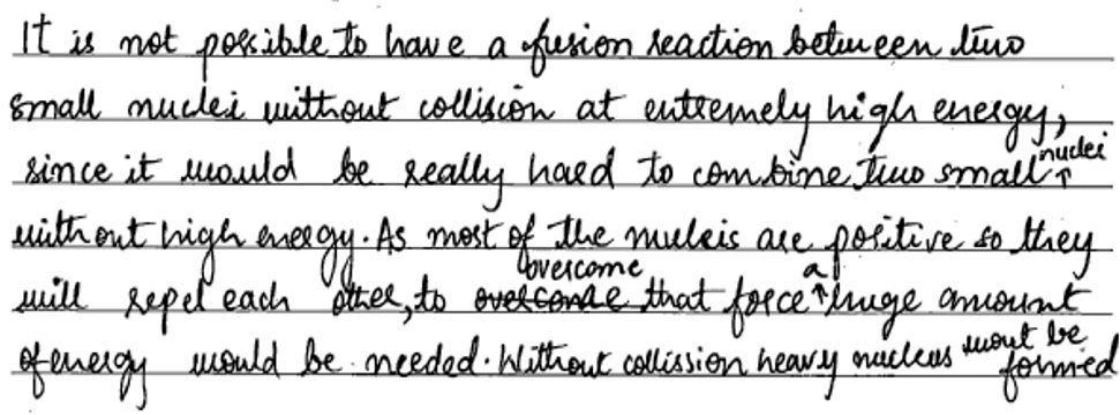 It is not possible to have a fusion reaction between two
small nuclei without collision at extremely high energy,
since it would be really hard to combine two small nuclei
without high energy. As most of the nucleis are positive so they
will repel each other, to overcome that force a huge amount
of energy would be needed. Without collission heavy nucleus wont be formed